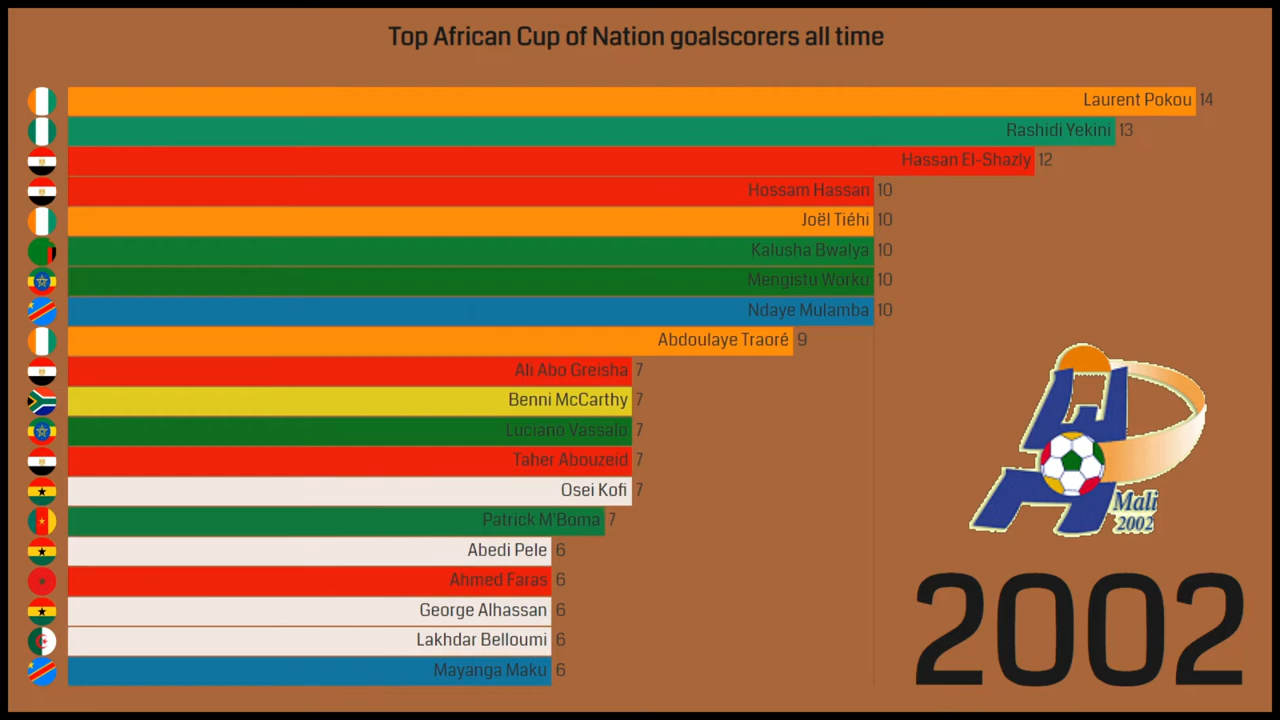 Top African Cup of Nation goalscorers all time
Laurent Pokou 14
Rashidi Yekini 13
Hassan El-Shazly 12
Hossam Hassan 10
Joël Tiéhi 10
Kalusha Bwalya 10
Mengistu Worku 10
Ndaye Mulamba 10
Abdoulaye Traoré 9
Ali Abo Greisha 7
Benni McCarthy 7
Luciano Vassalo 7
Taher Abouzeid 7
Osei Kofi 7
Patrick M'Boma 7
Abedi Pele 6
Ahmed Faras 6
George Alhassan 6
Lakhdar Belloumi 6
Mayanga Maku 6
Mali
2002
2002